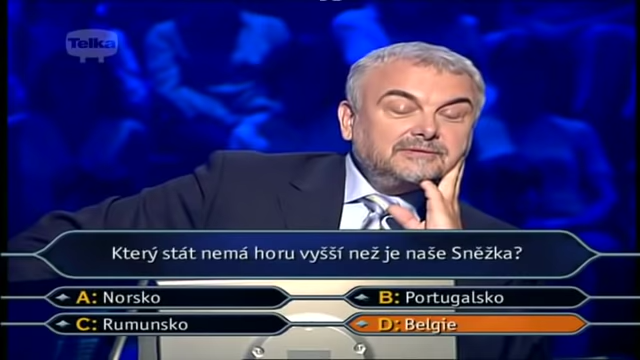 Telka
Který stát nemá horu vyšší než je naše Sněžka?
A: Norsko
B: Portugalsko
C: Rumunsko
D: Belgie